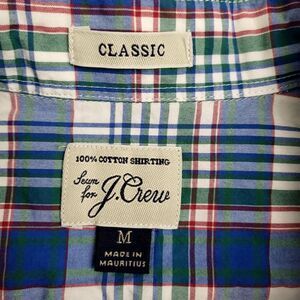 CLASSIC
100% COTTON SHIRTING
Sewn
for J.Crew
M
MADE IN
MAURITIUS